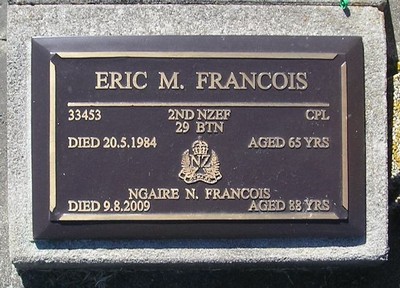 ERIC M. FRANCOIS
33453 2ND NZEF CPL
29 BTN
DIED 20.5.1984 AGED 65 YRS
NZ
NGAIRE N. FRANCOIS
DIED 9.8.2009 AGED 88 YRS